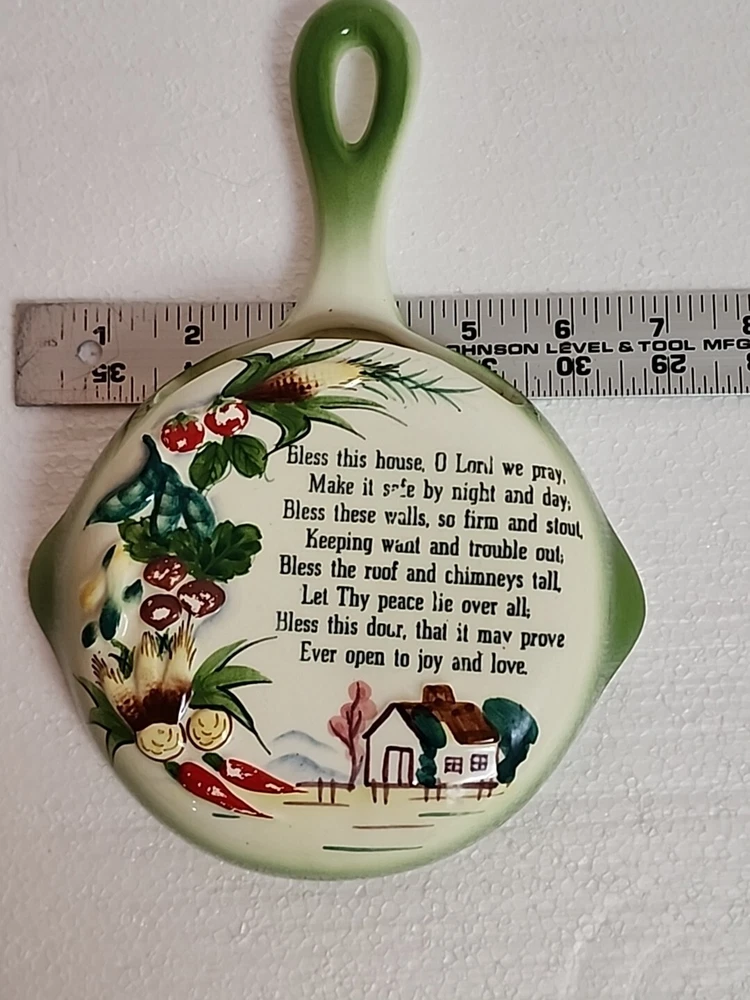 1 2 5 6 7 8
OHNSON LEVEL & TOOL MFG
35 30 29
Bless this house, O Lord we pray,
Make it safe by night and day;
Bless these walls, so firm and stout,
Keeping want and trouble out;
Bless the roof and chimneys tall,
Let Thy peace lie over all;
Bless this door, that it may prove
Ever open to joy and love.